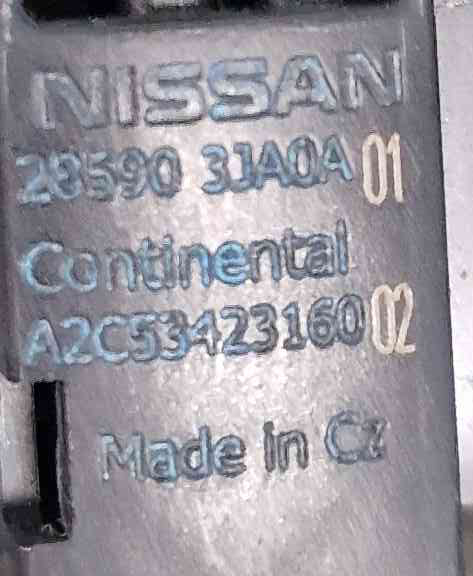 NISSAN
28590 3JA0A 01
Continental
A2C53423160 02
Made in Cz